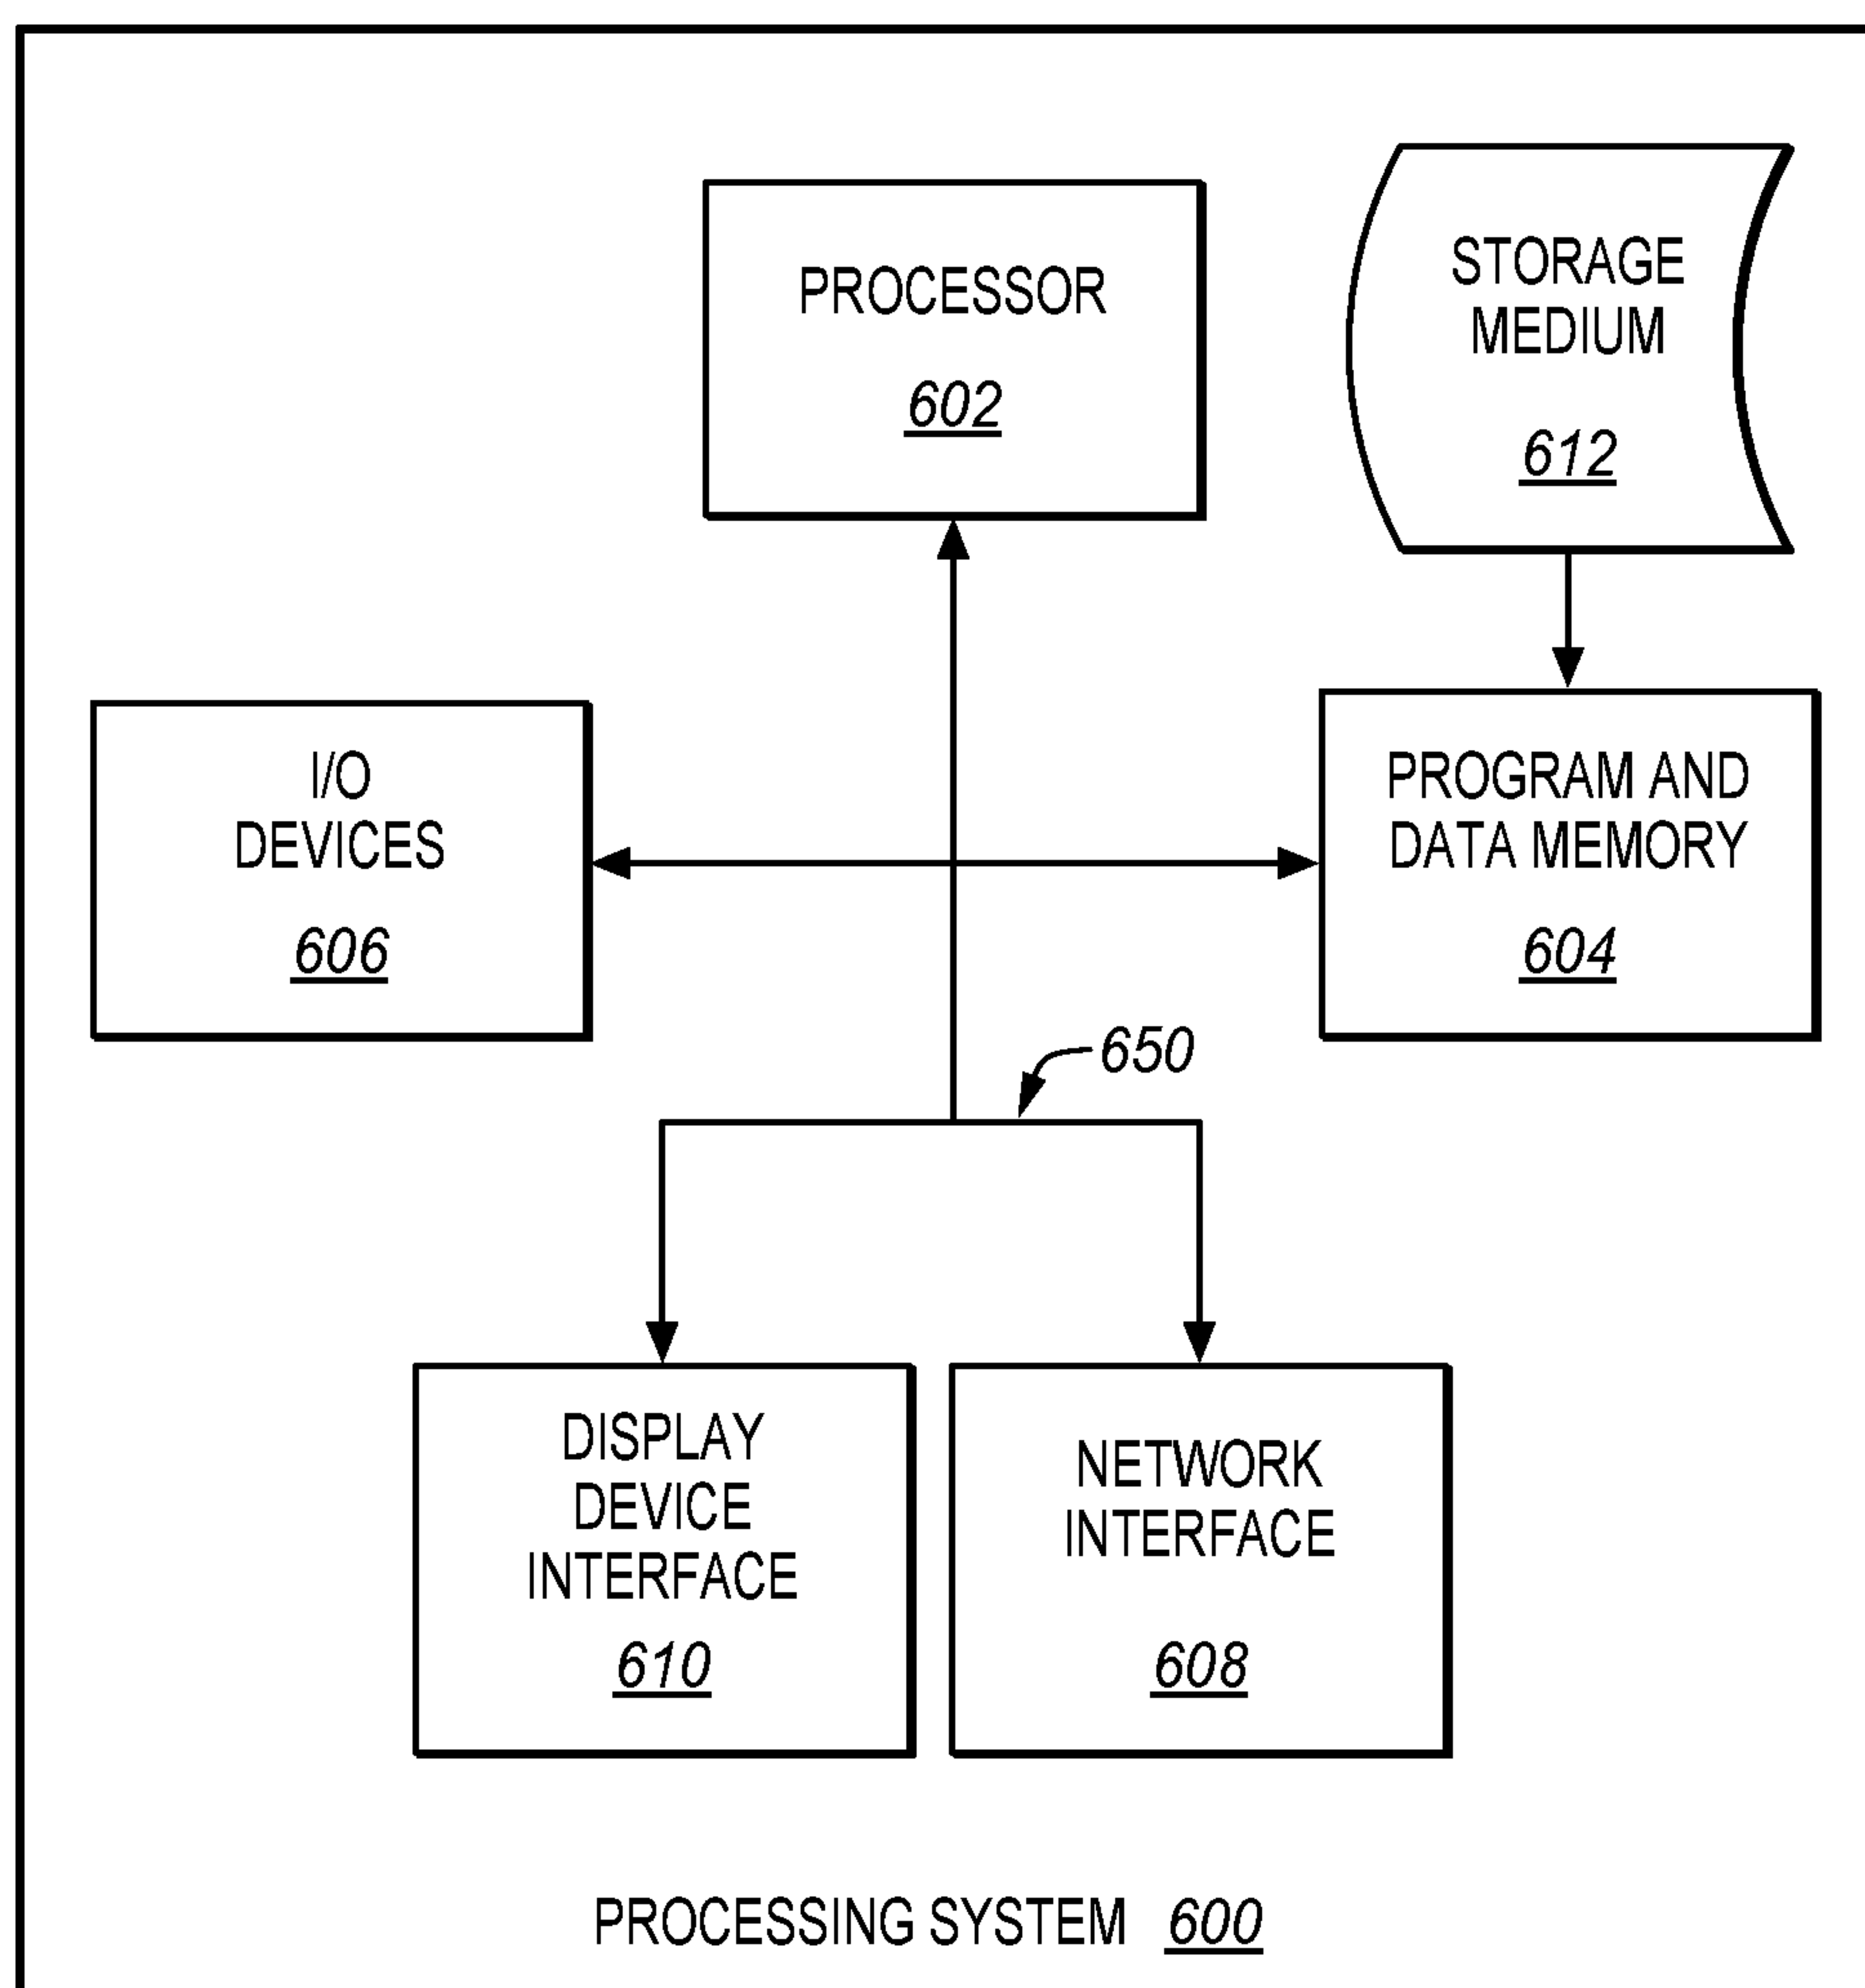 PROCESSOR
602
STORAGE
MEDIUM
612
I/O
DEVICES
606
PROGRAM AND
DATA MEMORY
604
650
DISPLAY
DEVICE
INTERFACE
610
NETWORK
INTERFACE
608
PROCESSING SYSTEM 600